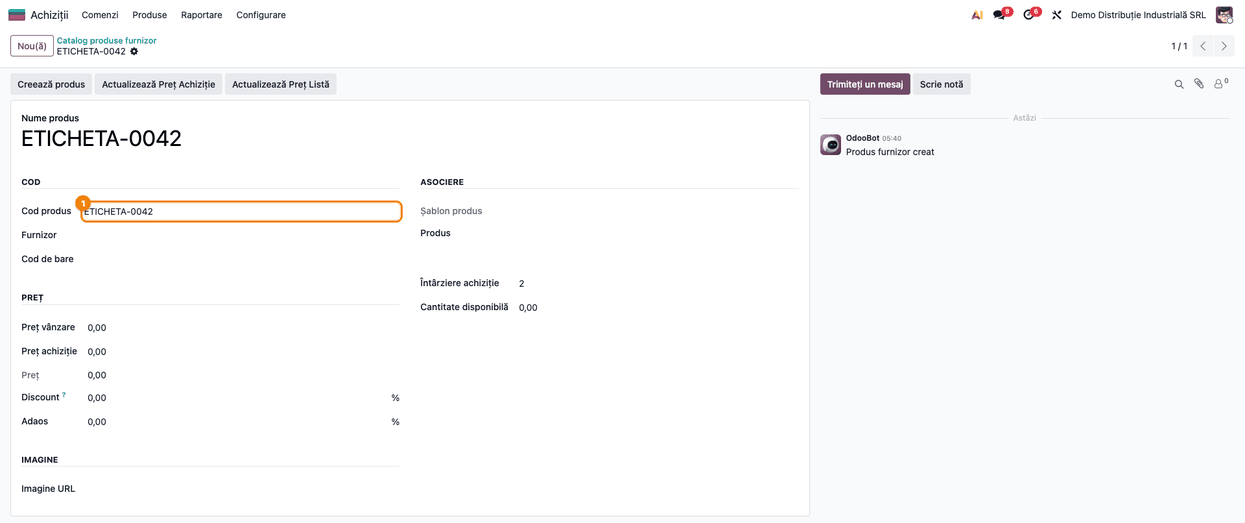 Achiziții Comenzi Produse Raportare Configurare 8 6 Demo Distribuție Industrială SRL
Nou(ă) Catalog produse furnizor
ETICHETA-0042
1 / 1
Creează produs Actualizează Preț Achiziție Actualizează Preț Listă Trimiteți un mesaj Scrie notă 0
Nume produs
ETICHETA-0042
Astăzi
OdooBot 05:40
Produs furnizor creat
COD
1
Cod produs ETICHETA-0042
Furnizor
Cod de bare
ASOCIERE
Șablon produs
Produs
Întârziere achiziție 2
Cantitate disponibilă 0,00
PREȚ
Preț vânzare 0,00
Preț achiziție 0,00
Preț 0,00
Discount ? 0,00 %
Adaos 0,00 %
IMAGINE
Imagine URL